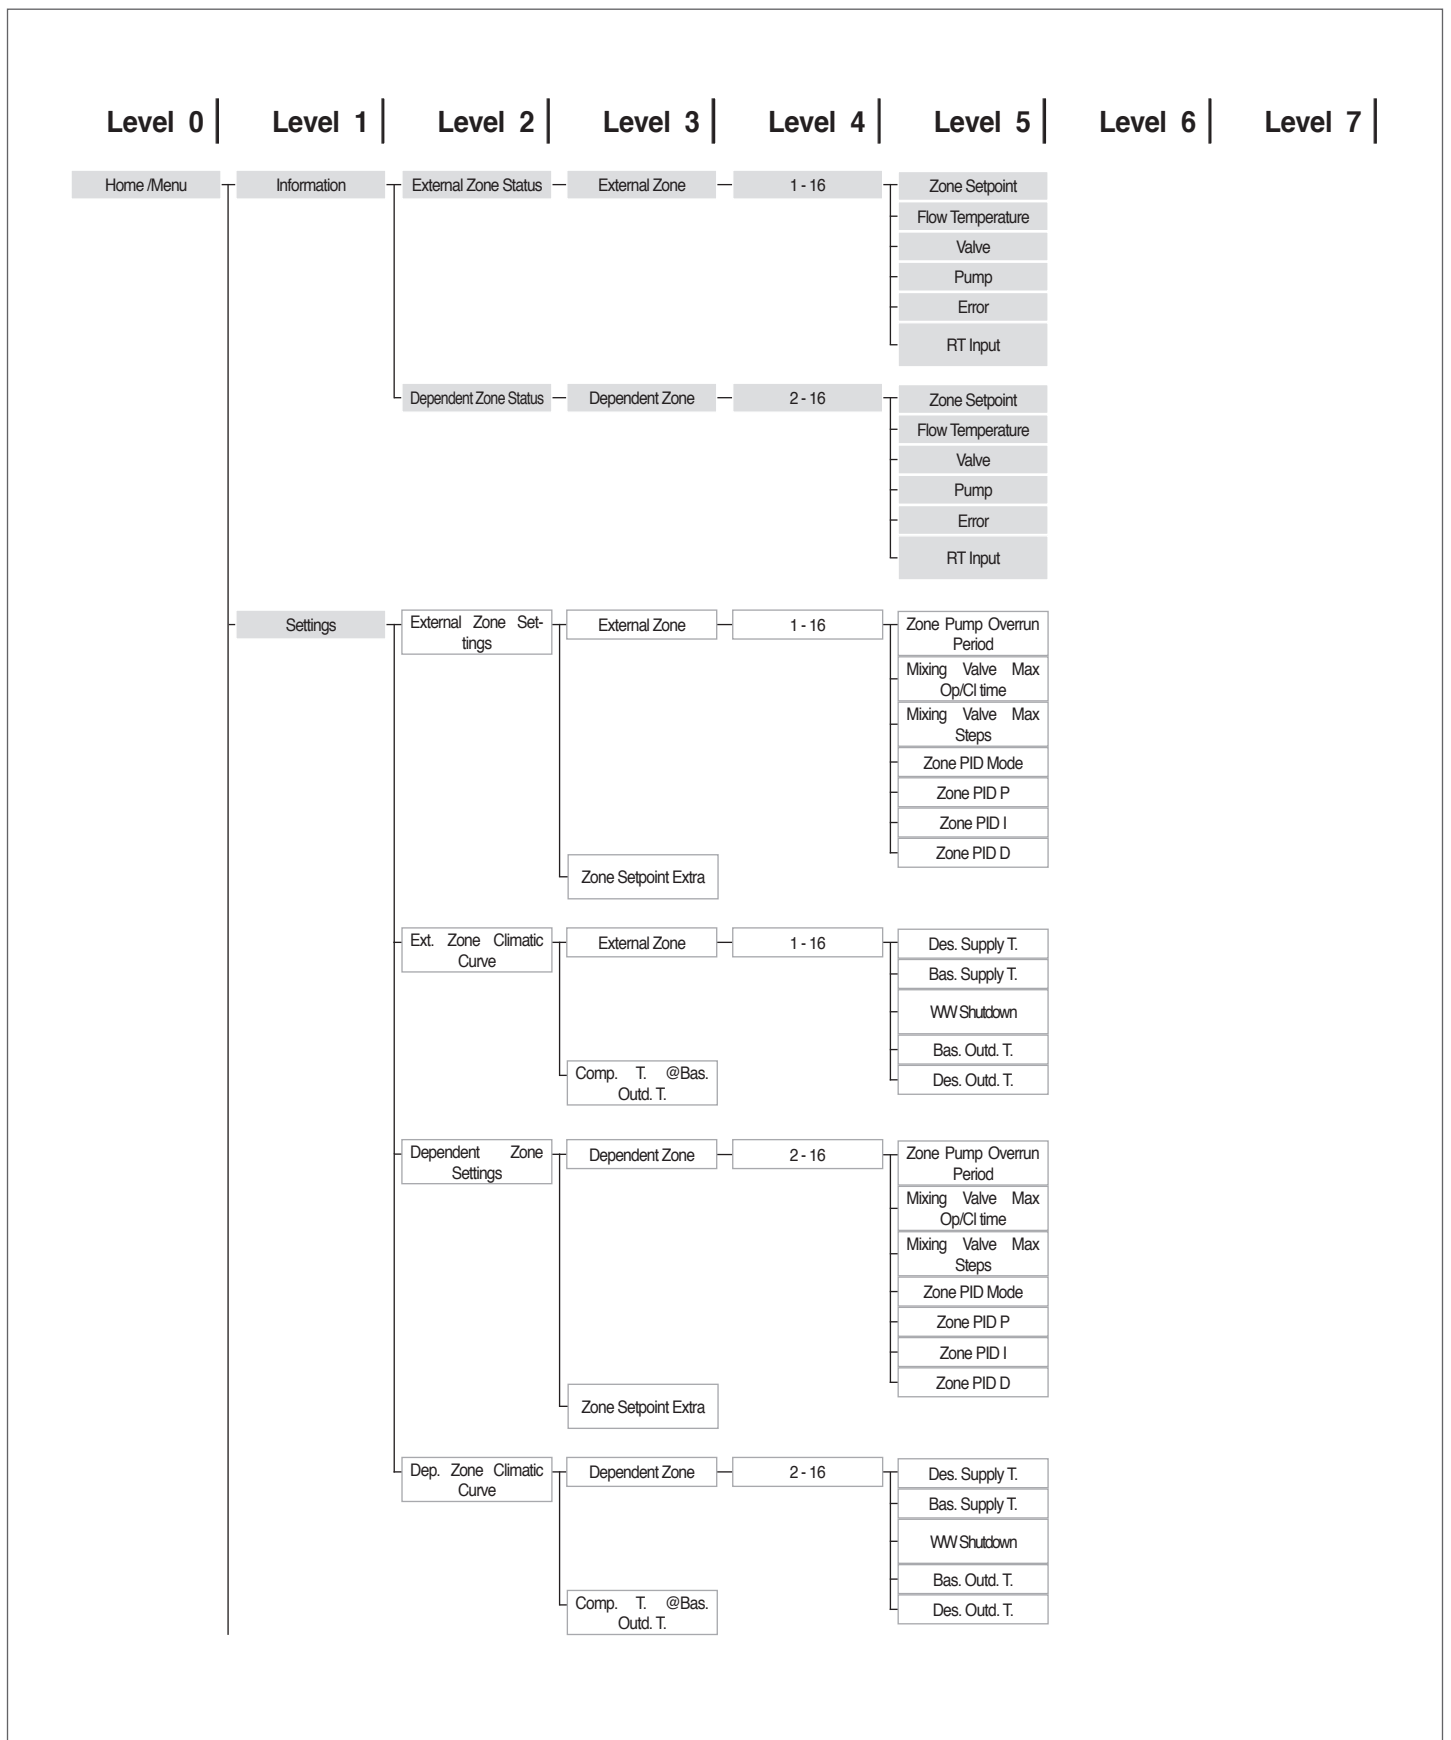 Level 0 Level 1 Level 2 Level 3 Level 4 Level 5 Level 6 Level 7
Home /Menu Information External Zone Status External Zone 1 - 16 Zone Setpoint
Flow Temperature
Valve
Pump
Error
RT Input
Dependent Zone Status Dependent Zone 2 - 16 Zone Setpoint
Flow Temperature
Valve
Pump
Error
RT Input
Settings
External Zone Set-
tings
External Zone
1 - 16
Zone Pump Overrun
Period
Mixing Valve Max
Op/Cl time
Mixing Valve Max
Steps
Zone PID Mode
Zone PID P
Zone PID I
Zone PID D
Zone Setpoint Extra
Ext. Zone Climatic
Curve
External Zone
1 - 16
Des. Supply T.
Bas. Supply T.
WW Shutdown
Bas. Outd. T.
Des. Outd. T.
Comp. T. @Bas.
Outd. T.
Dependent Zone
Settings
Dependent Zone
2 - 16
Zone Pump Overrun
Period
Mixing Valve Max
Op/Cl time
Mixing Valve Max
Steps
Zone PID Mode
Zone PID P
Zone PID I
Zone PID D
Zone Setpoint Extra
Dep. Zone Climatic
Curve
Dependent Zone
2 - 16
Des. Supply T.
Bas. Supply T.
WW Shutdown
Bas. Outd. T.
Des. Outd. T.
Comp. T. @Bas.
Outd. T.